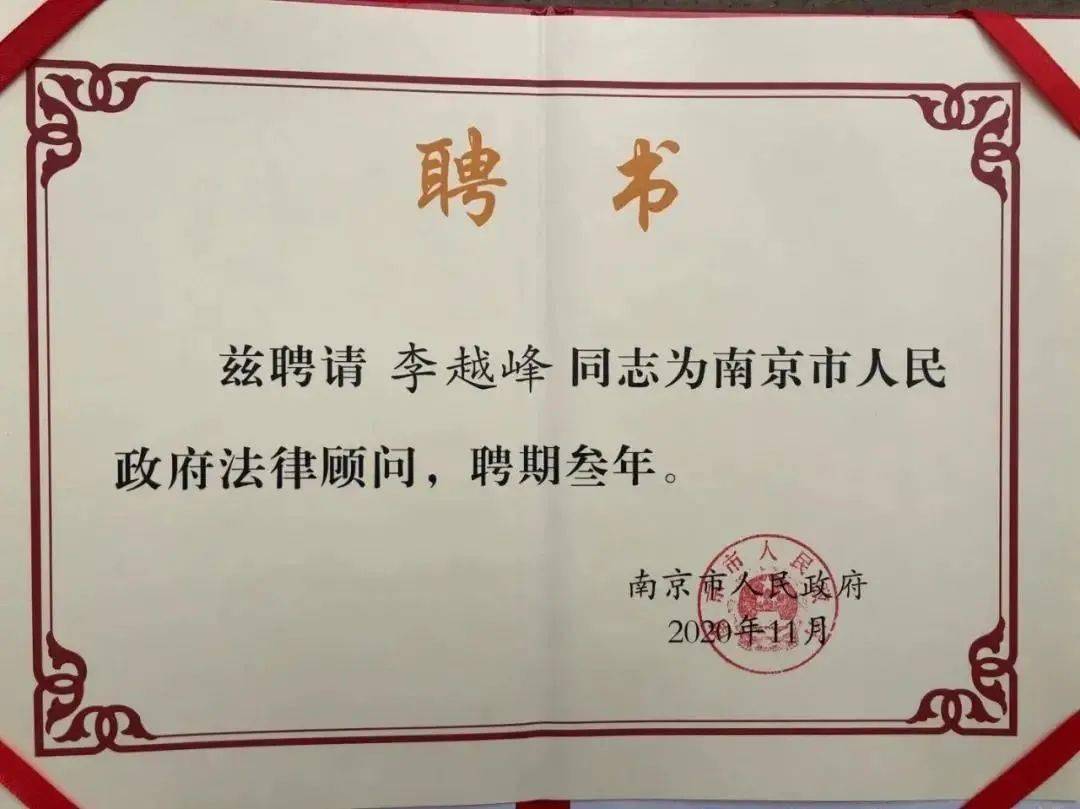 聘书
兹聘请 李越峰 同志为南京市人民
政府法律顾问，聘期叁年。
南京市人民政府
2020年11月